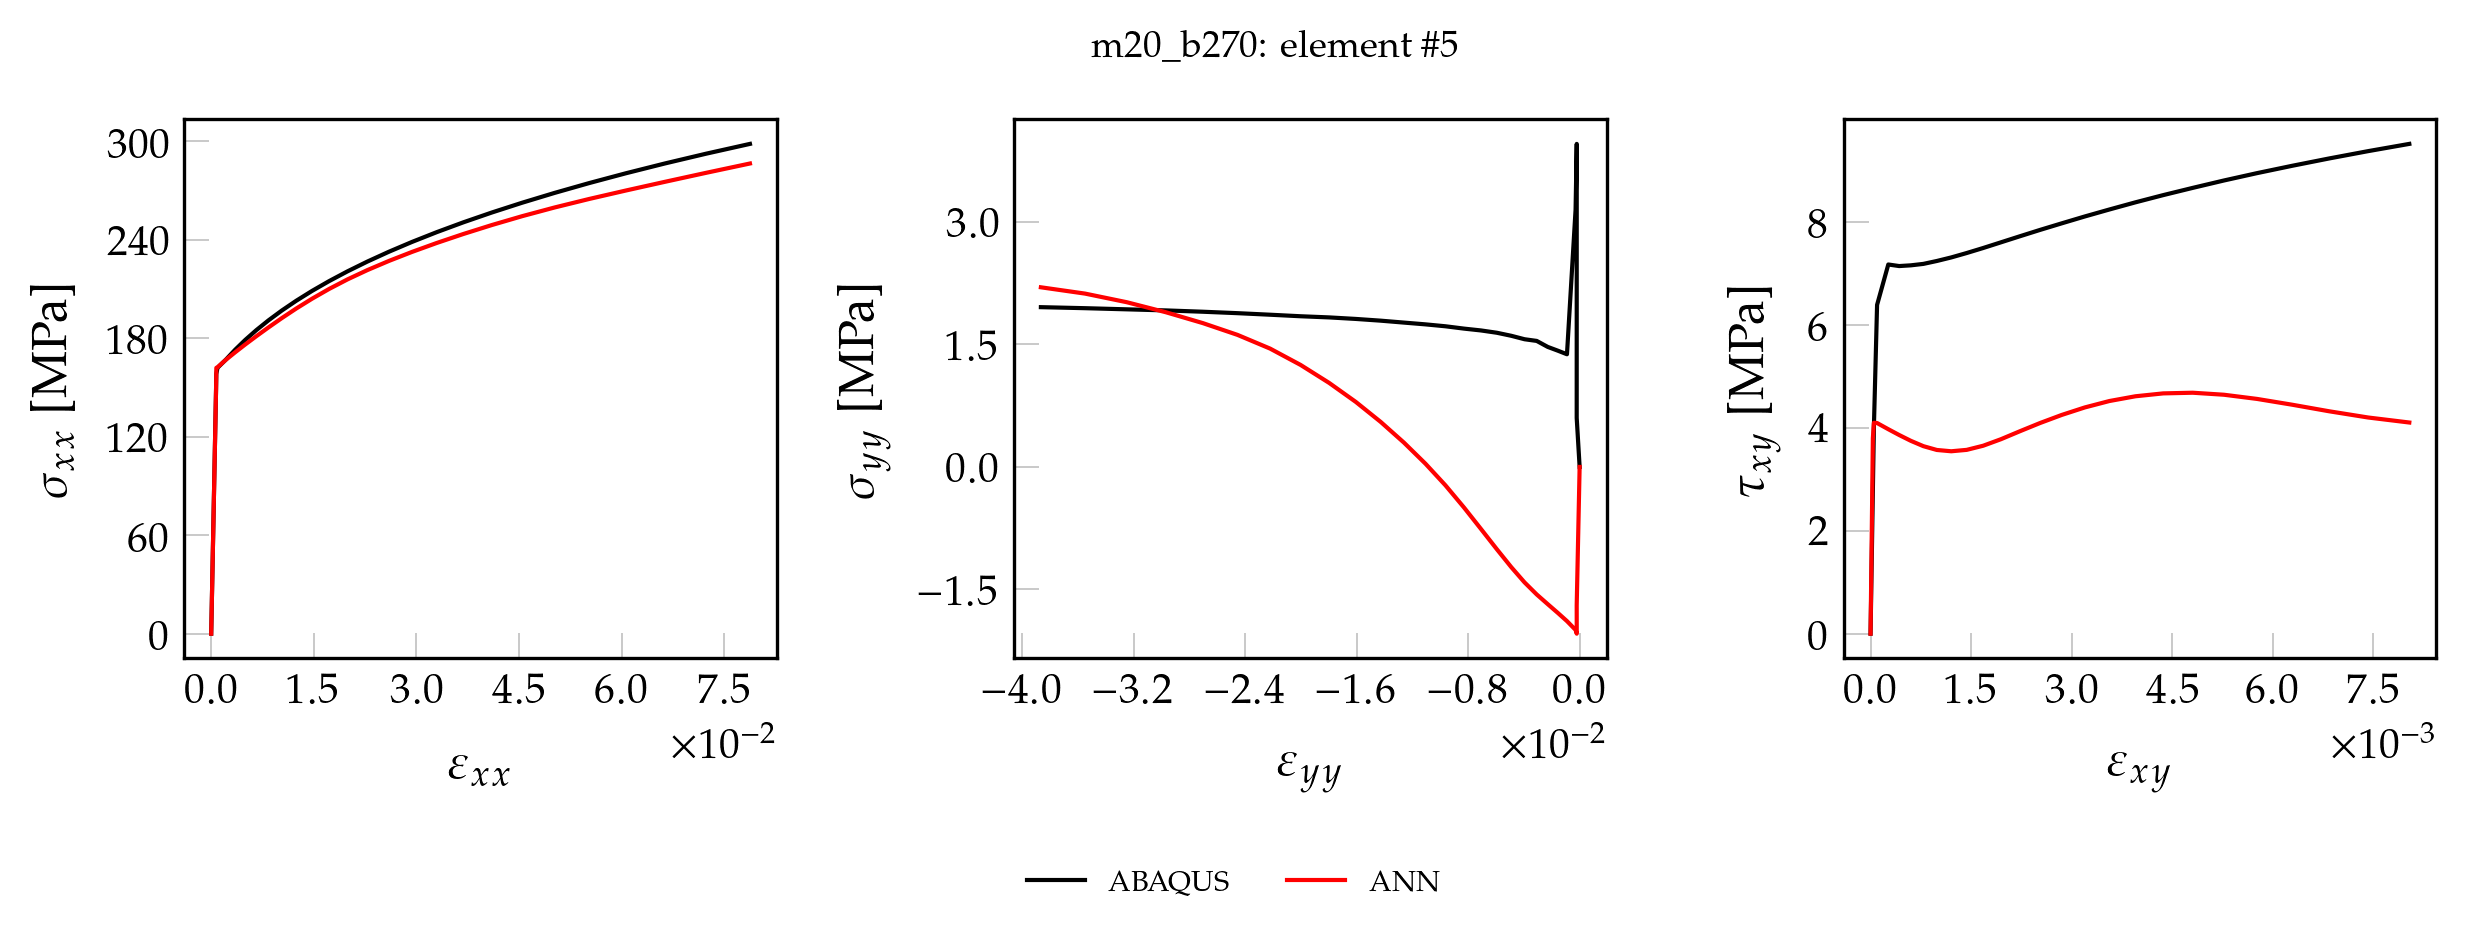 m20_b270: element #5
σxx [MPa]
300
240
180
120
60
0
0.0 1.5 3.0 4.5 6.0 7.5
×10−2
εxx
σyy [MPa]
3.0
1.5
0.0
−1.5
−4.0 −3.2 −2.4 −1.6 −0.8 0.0
×10−2
εyy
τxy [MPa]
8
6
4
2
0
0.0 1.5 3.0 4.5 6.0 7.5
×10−3
εxy
ABAQUS ANN